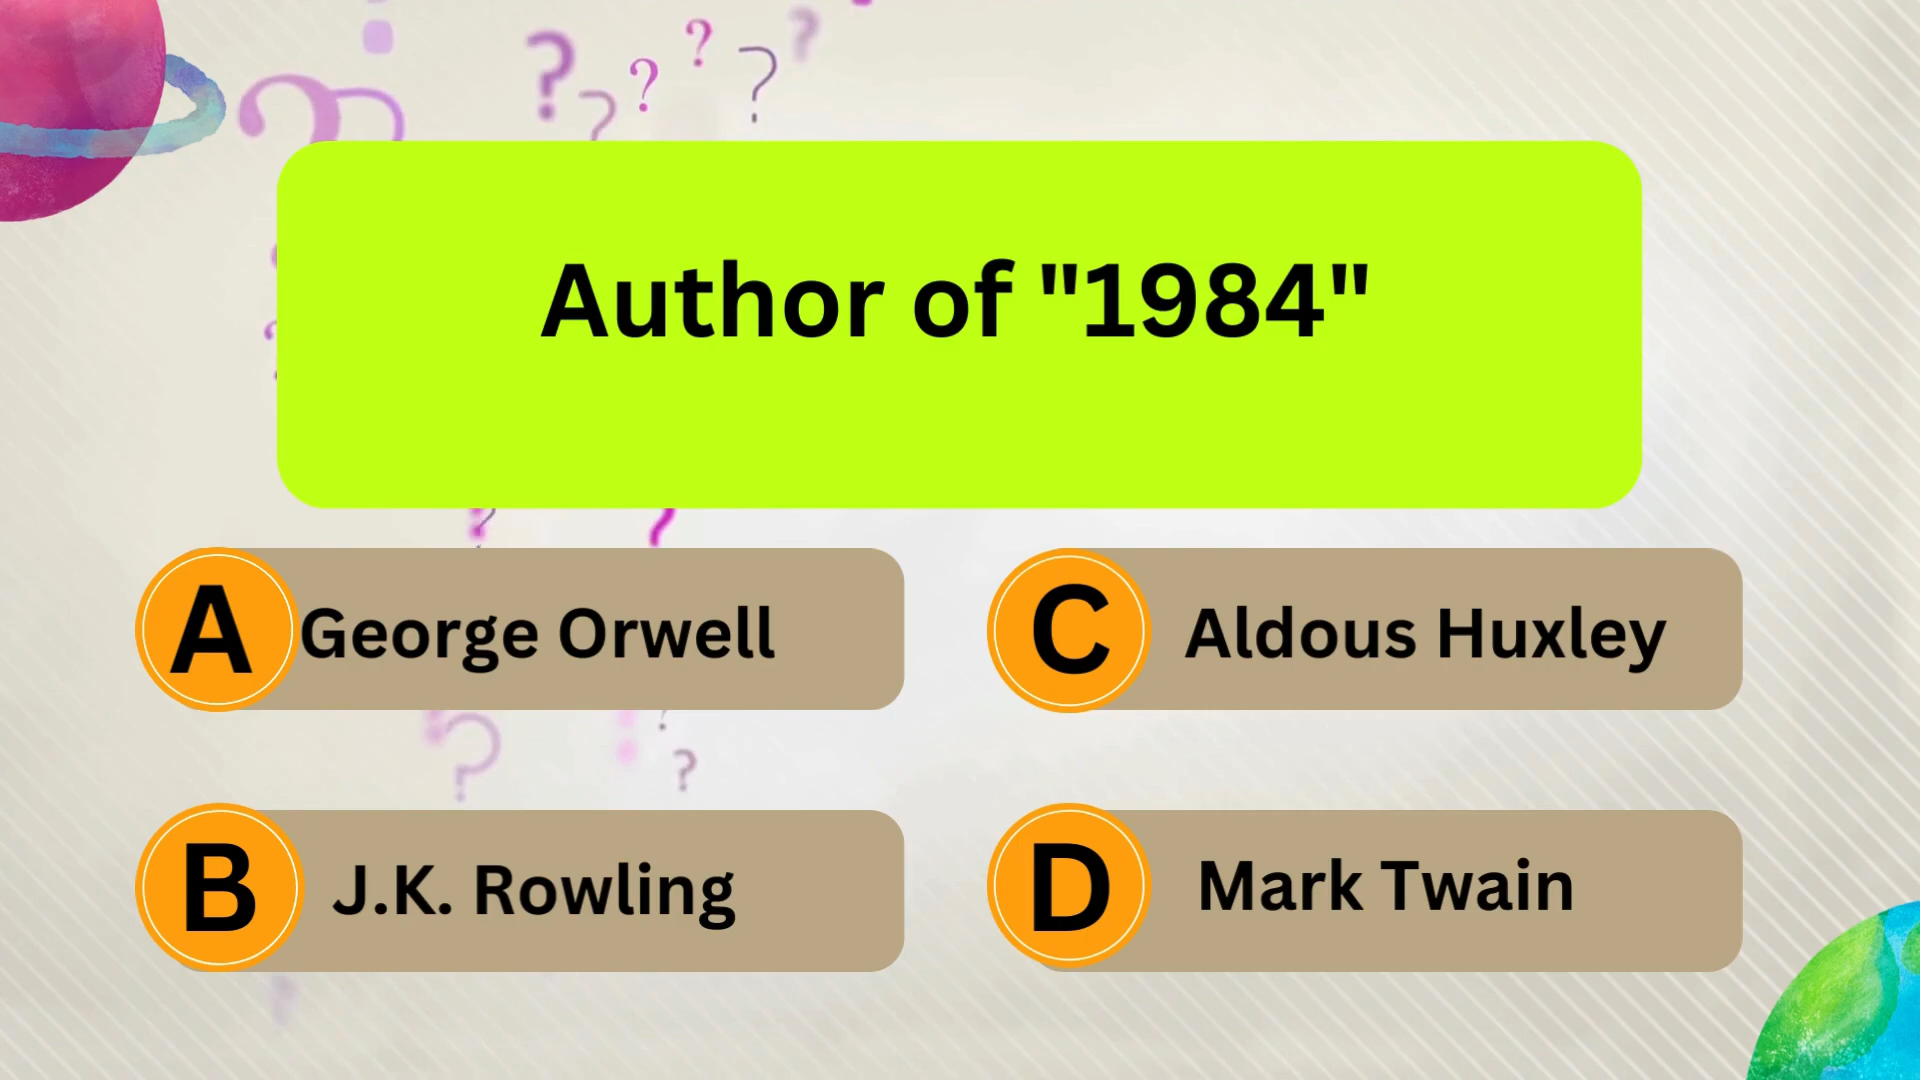 Author of "1984"
A George Orwell
C Aldous Huxley
B J.K. Rowling
D Mark Twain